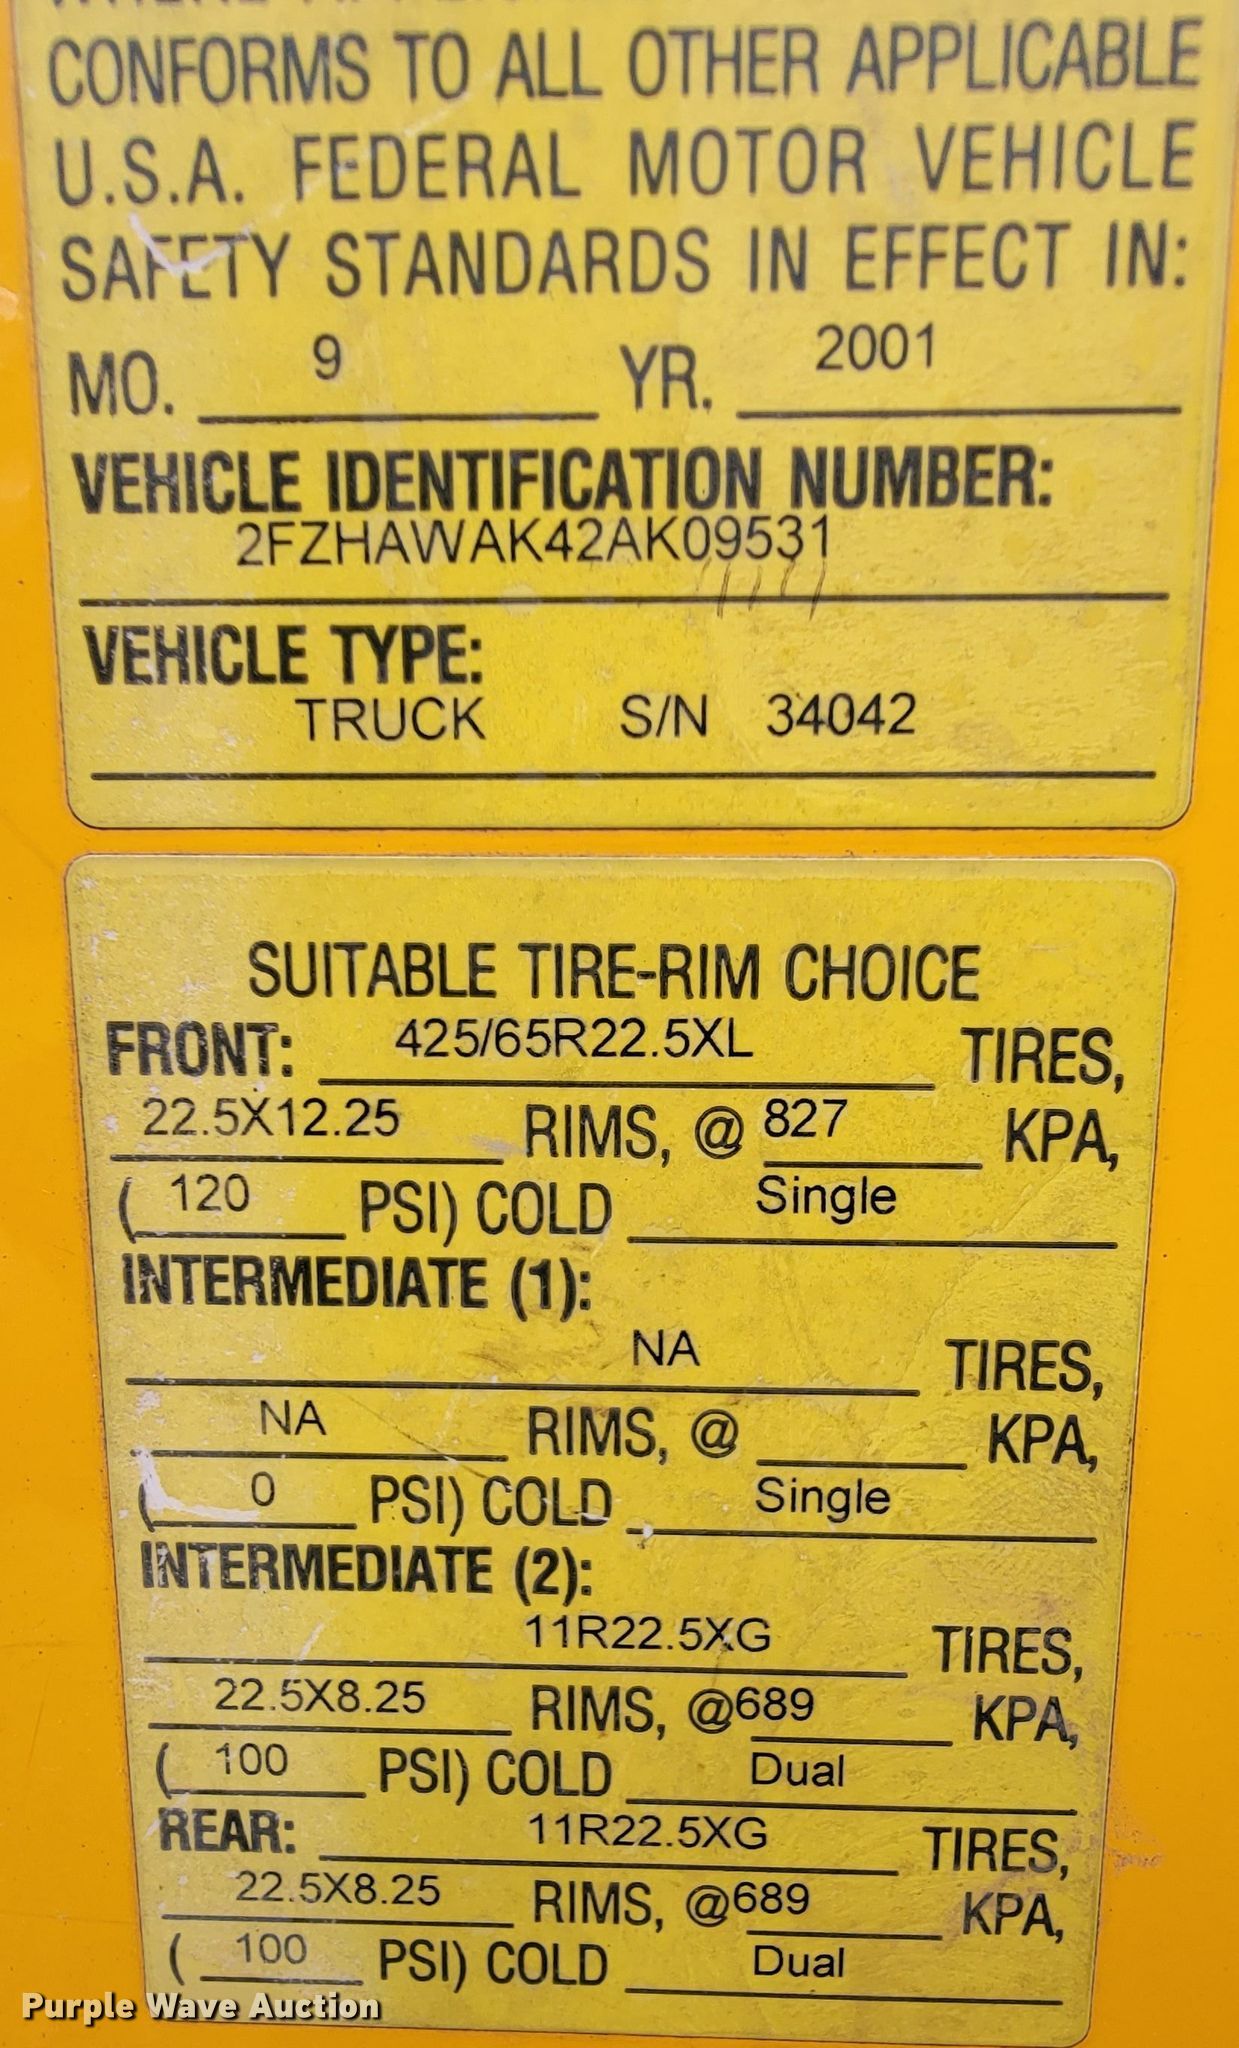 CONFORMS TO ALL OTHER APPLICABLE
U.S.A. FEDERAL MOTOR VEHICLE
SAFETY STANDARDS IN EFFECT IN:
MO. 9 YR. 2001
VEHICLE IDENTIFICATION NUMBER:
2FZHAWAK42AK09531
VEHICLE TYPE:
TRUCK S/N 34042
SUITABLE TIRE-RIM CHOICE
FRONT: 425/65R22.5XL TIRES,
22.5X12.25 RIMS, @ 827 KPA,
( 120 PSI) COLD Single
INTERMEDIATE (1):
NA TIRES,
NA RIMS, @ KPA,
( 0 PSI) COLD Single
INTERMEDIATE (2):
11R22.5XG TIRES,
22.5X8.25 RIMS, @689 KPA,
( 100 PSI) COLD Dual
REAR: 11R22.5XG TIRES,
22.5X8.25 RIMS, @689 KPA,
( 100 PSI) COLD Dual
Purple Wave Auction